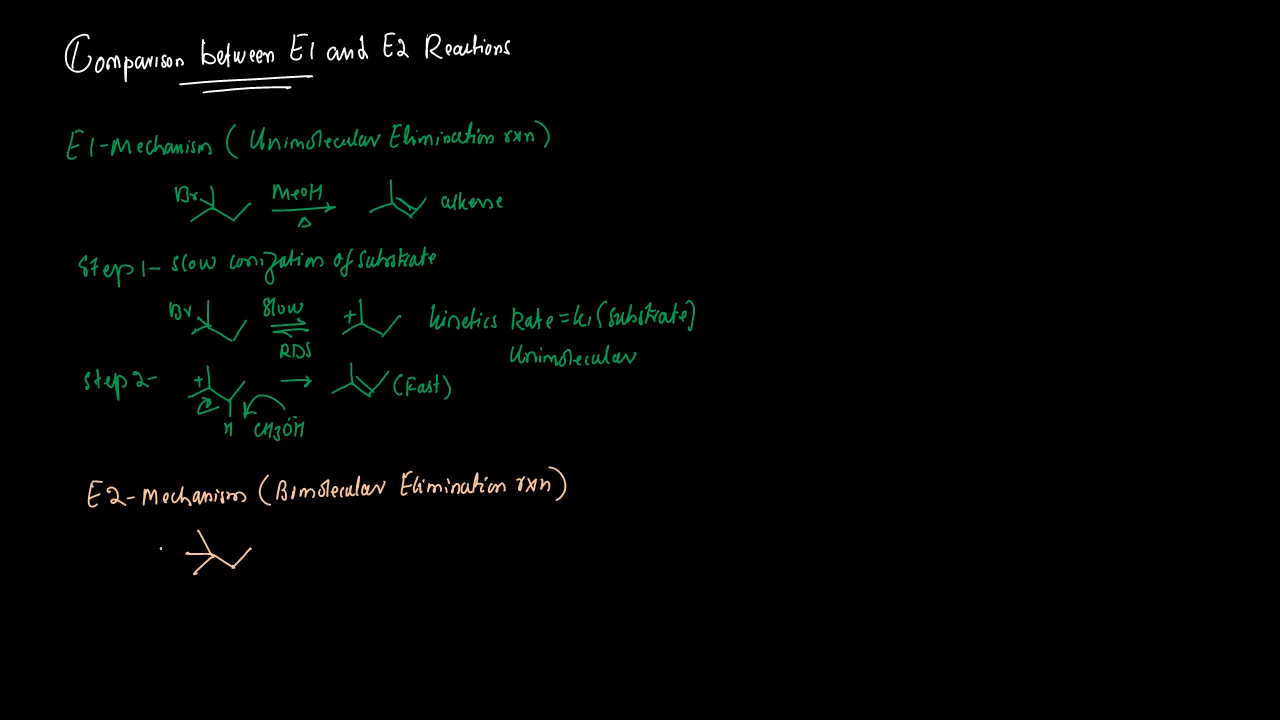 Comparison between E1 and E2 Reactions
E1-Mechanism (Unimolecular Elimination rxn)
Br MeOH Δ alkene
Step 1- Slow ionization of substrate
Br Slow RDS + kinetics Rate = k1 (substrate]
Unimolecular
Step 2- + H CH3ÖH → (Fast)
E2-Mechanism (Bimolecular Elimination rxn)